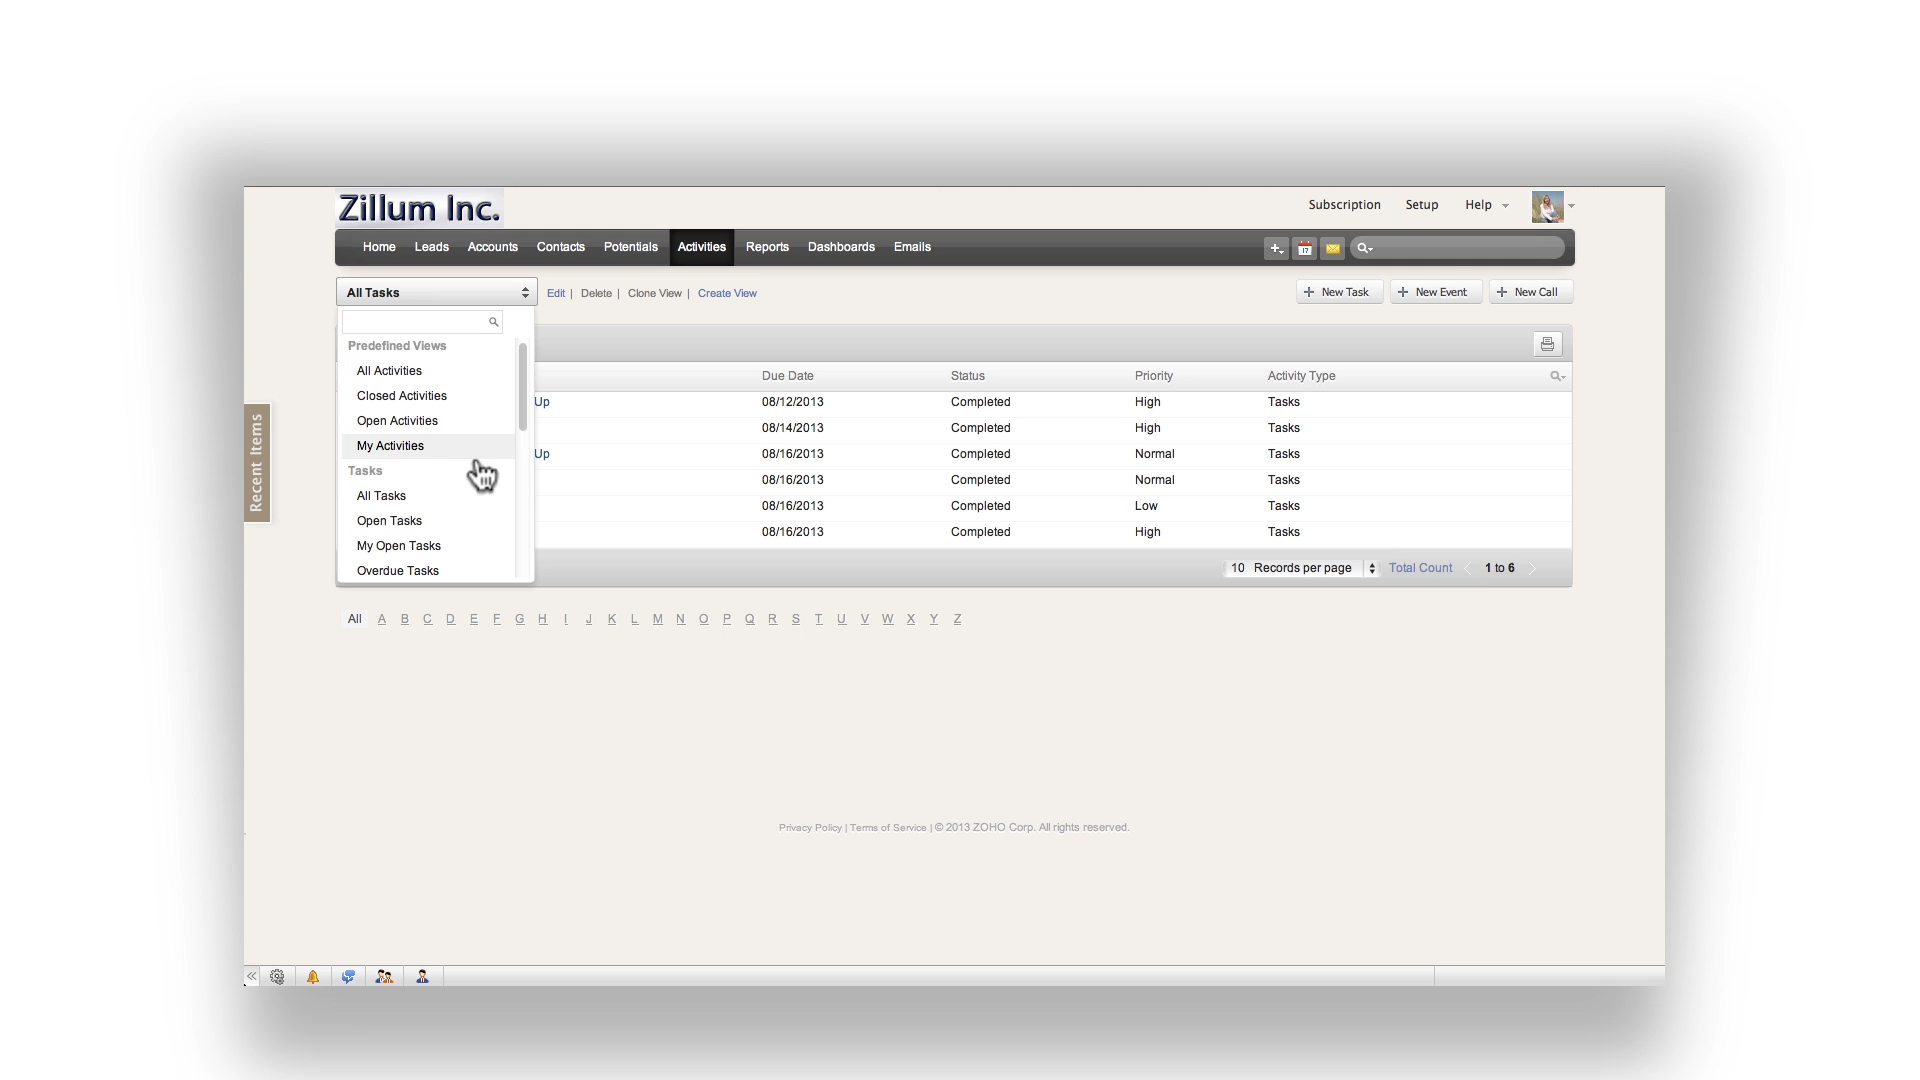 Zillum Inc.
Subscription Setup Help
Home Leads Accounts Contacts Potentials Activities Reports Dashboards Emails
17
All Tasks
Edit | Delete | Clone View | Create View
New Task New Event New Call
Predefined Views
All Activities
Closed Activities
Open Activities
My Activities
Tasks
All Tasks
Open Tasks
My Open Tasks
Overdue Tasks
Due Date Status Priority Activity Type
Up 08/12/2013 Completed High Tasks
08/14/2013 Completed High Tasks
Up 08/16/2013 Completed Normal Tasks
08/16/2013 Completed Normal Tasks
08/16/2013 Completed Low Tasks
08/16/2013 Completed High Tasks
10 Records per page Total Count 1 to 6
Recent Items
All A B C D E F G H I J K L M N O P Q R S T U V W X Y Z
Privacy Policy | Terms of Service | © 2013 ZOHO Corp. All rights reserved.